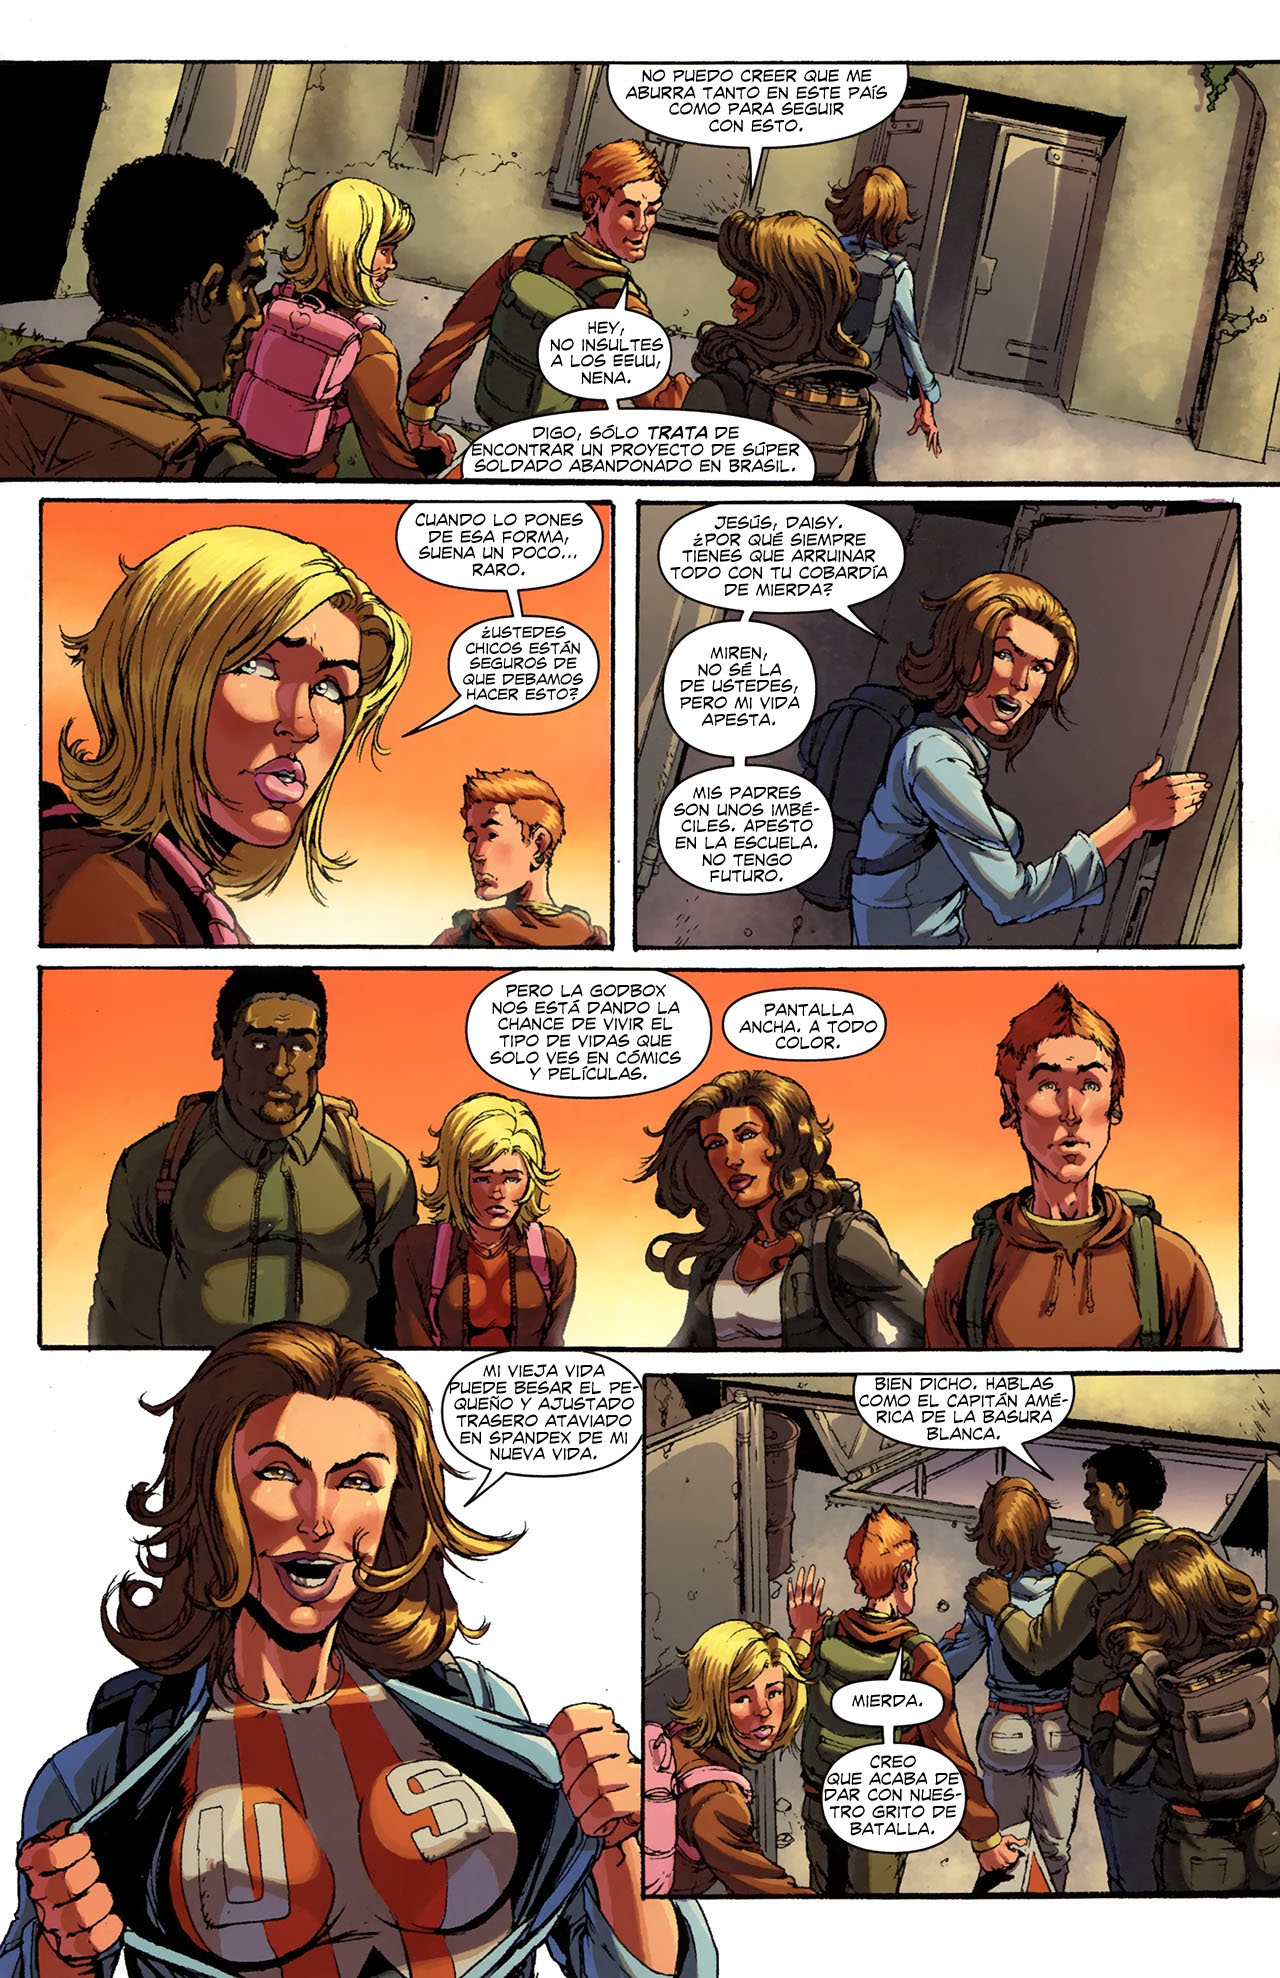 NO PUEDO CREER QUE ME
ABURRA TANTO EN ESTE PAÍS
COMO PARA SEGUIR
CON ESTO.
HEY,
NO INSULTES
A LOS EEUU,
NENA.
DIGO, SÓLO TRATA DE
ENCONTRAR UN PROYECTO DE SÚPER
SOLDADO ABANDONADO EN BRASIL.
CUANDO LO PONES
DE ESA FORMA,
SUENA UN POCO...
RARO.
¿USTEDES
CHICOS ESTÁN
SEGUROS DE
QUE DEBAMOS
HACER ESTO?
JESÚS, DAISY.
¿POR QUÉ SIEMPRE
TIENES QUE ARRUINAR
TODO CON TU COBARDÍA
DE MIERDA?
MIREN,
NO SÉ LA
DE USTEDES,
PERO MI VIDA
APESTA.
MIS PADRES
SON UNOS IMBÉ-
CILES. APESTO
EN LA ESCUELA.
NO TENGO
FUTURO.
PERO LA GODBOX
NOS ESTÁ DANDO LA
CHANCE DE VIVIR EL
TIPO DE VIDAS QUE
SOLO VES EN CÓMICS
Y PELÍCULAS.
PANTALLA
ANCHA. A TODO
COLOR.
MI VIEJA VIDA
PUEDE BESAR EL PE-
QUEÑO Y AJUSTADO
TRASERO ATAVIADO
EN SPANDEX DE MI
NUEVA VIDA.
US
BIEN DICHO. HABLAS
COMO EL CAPITÁN AMÉ-
RICA DE LA BASURA
BLANCA.
MIERDA.
CREO
QUE ACABA DE
DAR CON NUES-
TRO GRITO DE
BATALLA.